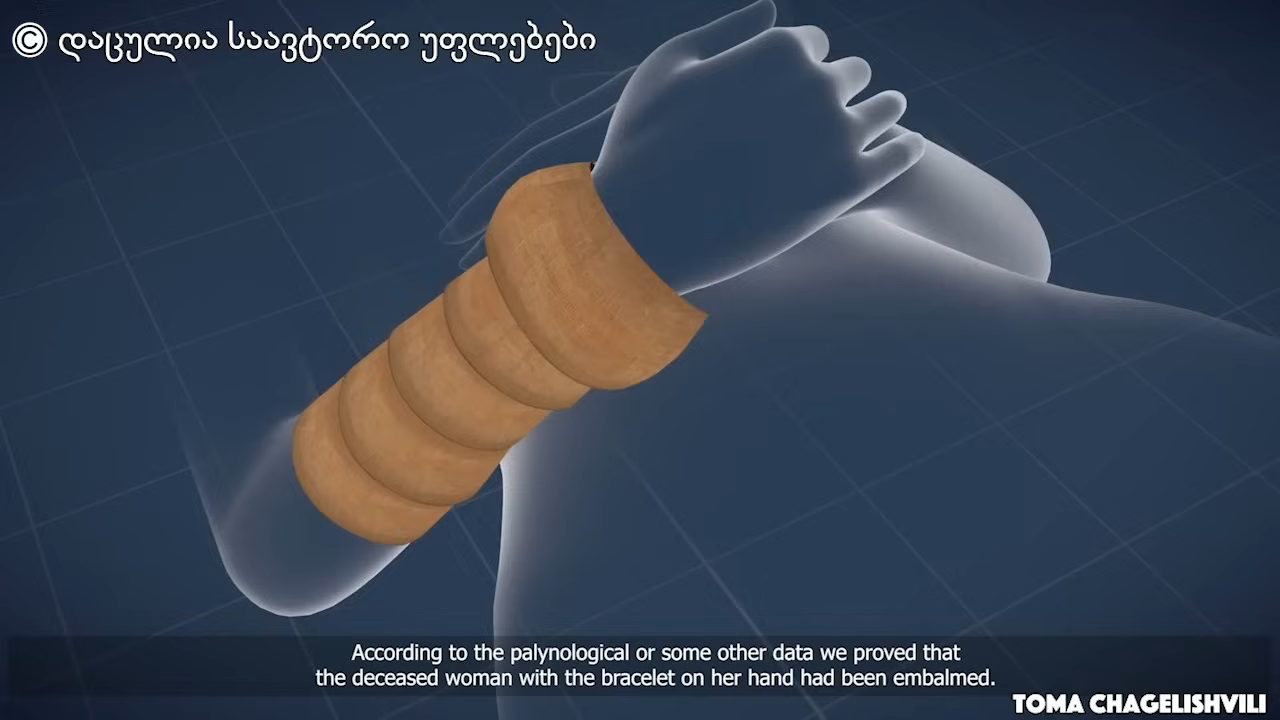 © დაცულია საავტორო უფლებები
According to the palynological or some other data we proved that
the deceased woman with the bracelet on her hand had been embalmed.
TOMA CHAGELISHVILI